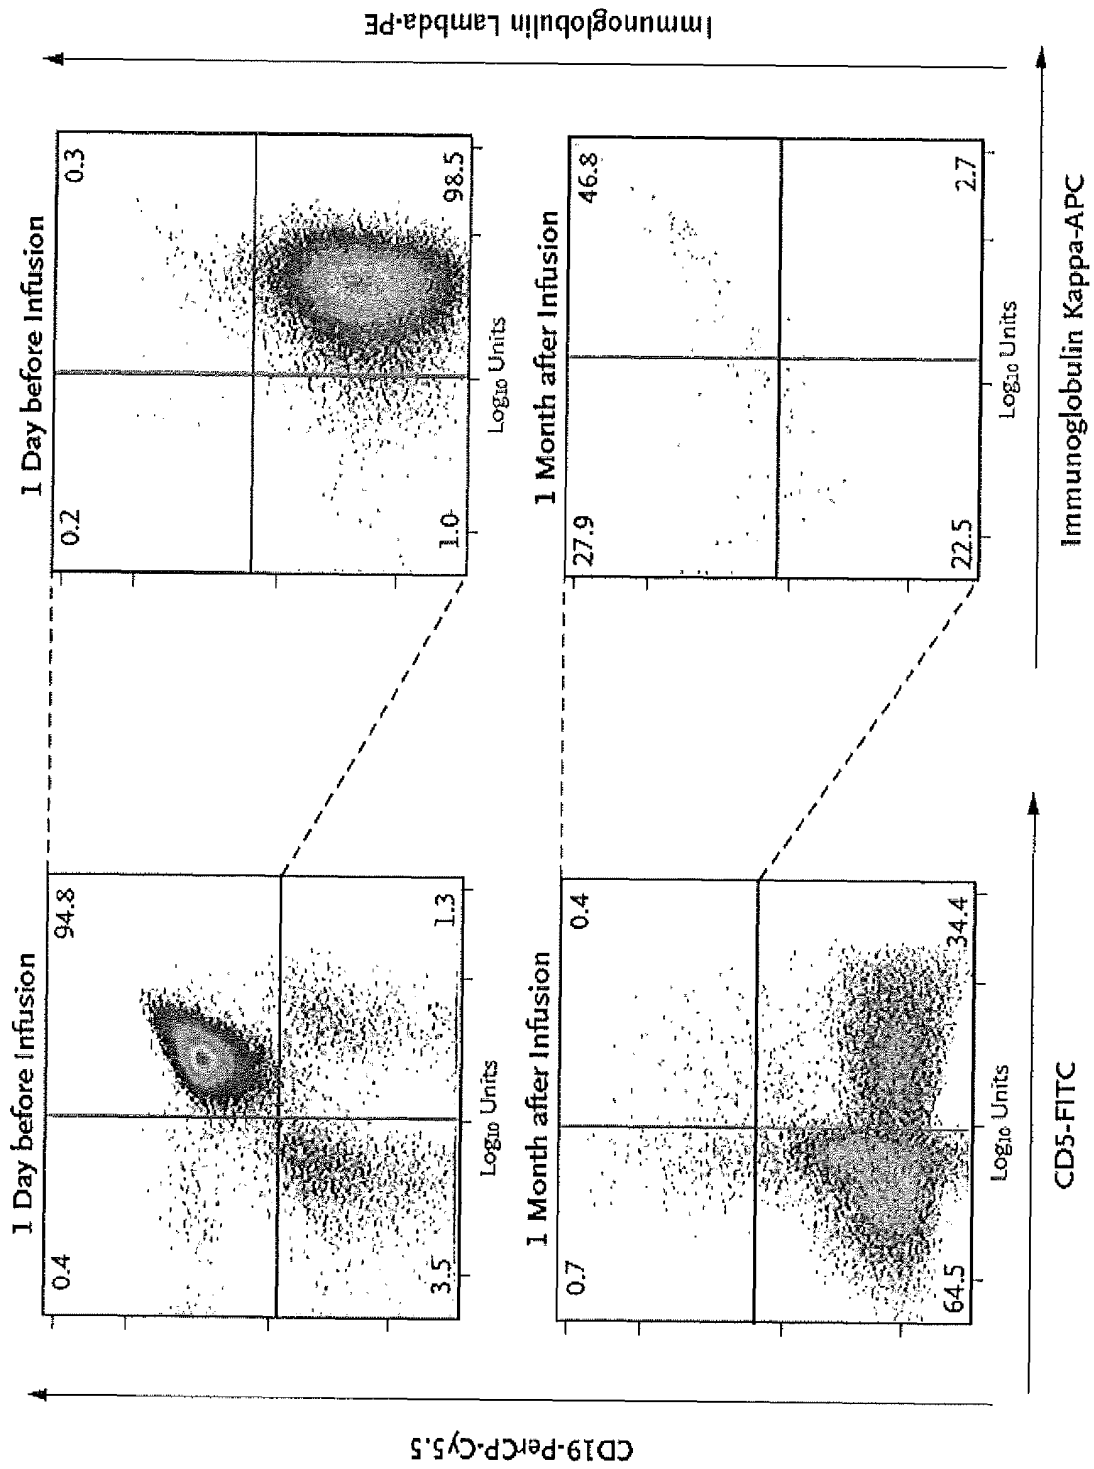 CD19-PerCP-Cy5.5
1 Day before Infusion
0.4
94.8
3.5
1.3
Log10 Units
1 Day before Infusion
0.2
0.3
1.0
98.5
Log10 Units
1 Month after Infusion
0.7
0.4
64.5
34.4
Log10 Units
CD5-FITC
1 Month after Infusion
27.9
46.8
22.5
2.7
Log10 Units
Immunoglobulin Kappa-APC
Immunoglobulin Lambda-PE